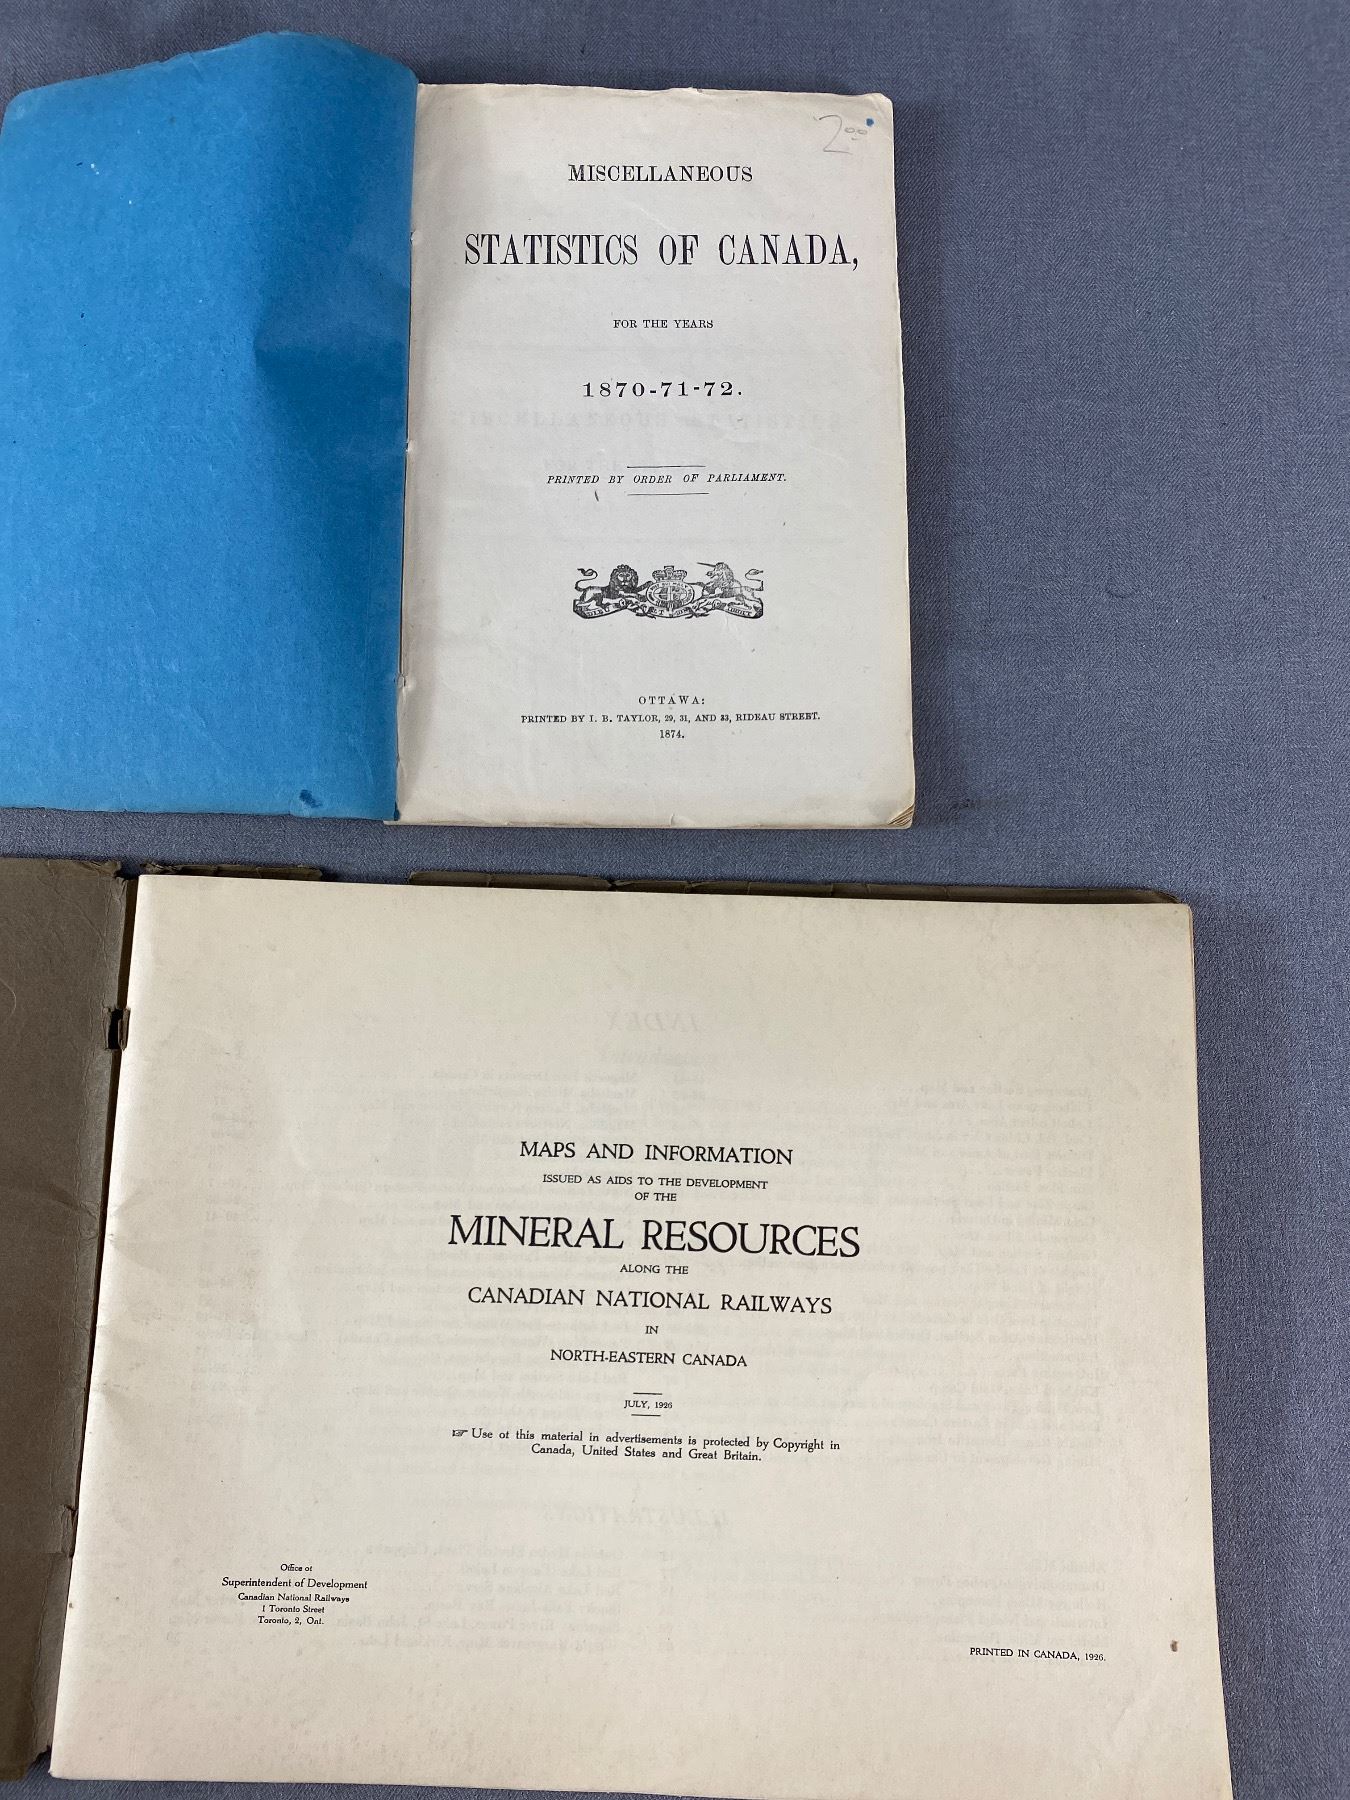 2.00
MISCELLANEOUS
STATISTICS OF CANADA,
FOR THE YEARS
1870-71-72.
PRINTED BY ORDER OF PARLIAMENT.
OTTAWA:
PRINTED BY I. B. TAYLOR, 29, 31, AND 33, RIDEAU STREET.
1874.
MAPS AND INFORMATION
ISSUED AS AIDS TO THE DEVELOPMENT
OF THE
MINERAL RESOURCES
ALONG THE
CANADIAN NATIONAL RAILWAYS
IN
NORTH-EASTERN CANADA
JULY, 1926
☞ Use of this material in advertisements is protected by Copyright in
Canada, United States and Great Britain.
Office of
Superintendent of Development
Canadian National Railways
1 Toronto Street
Toronto, 2, Ont.
PRINTED IN CANADA, 1926.